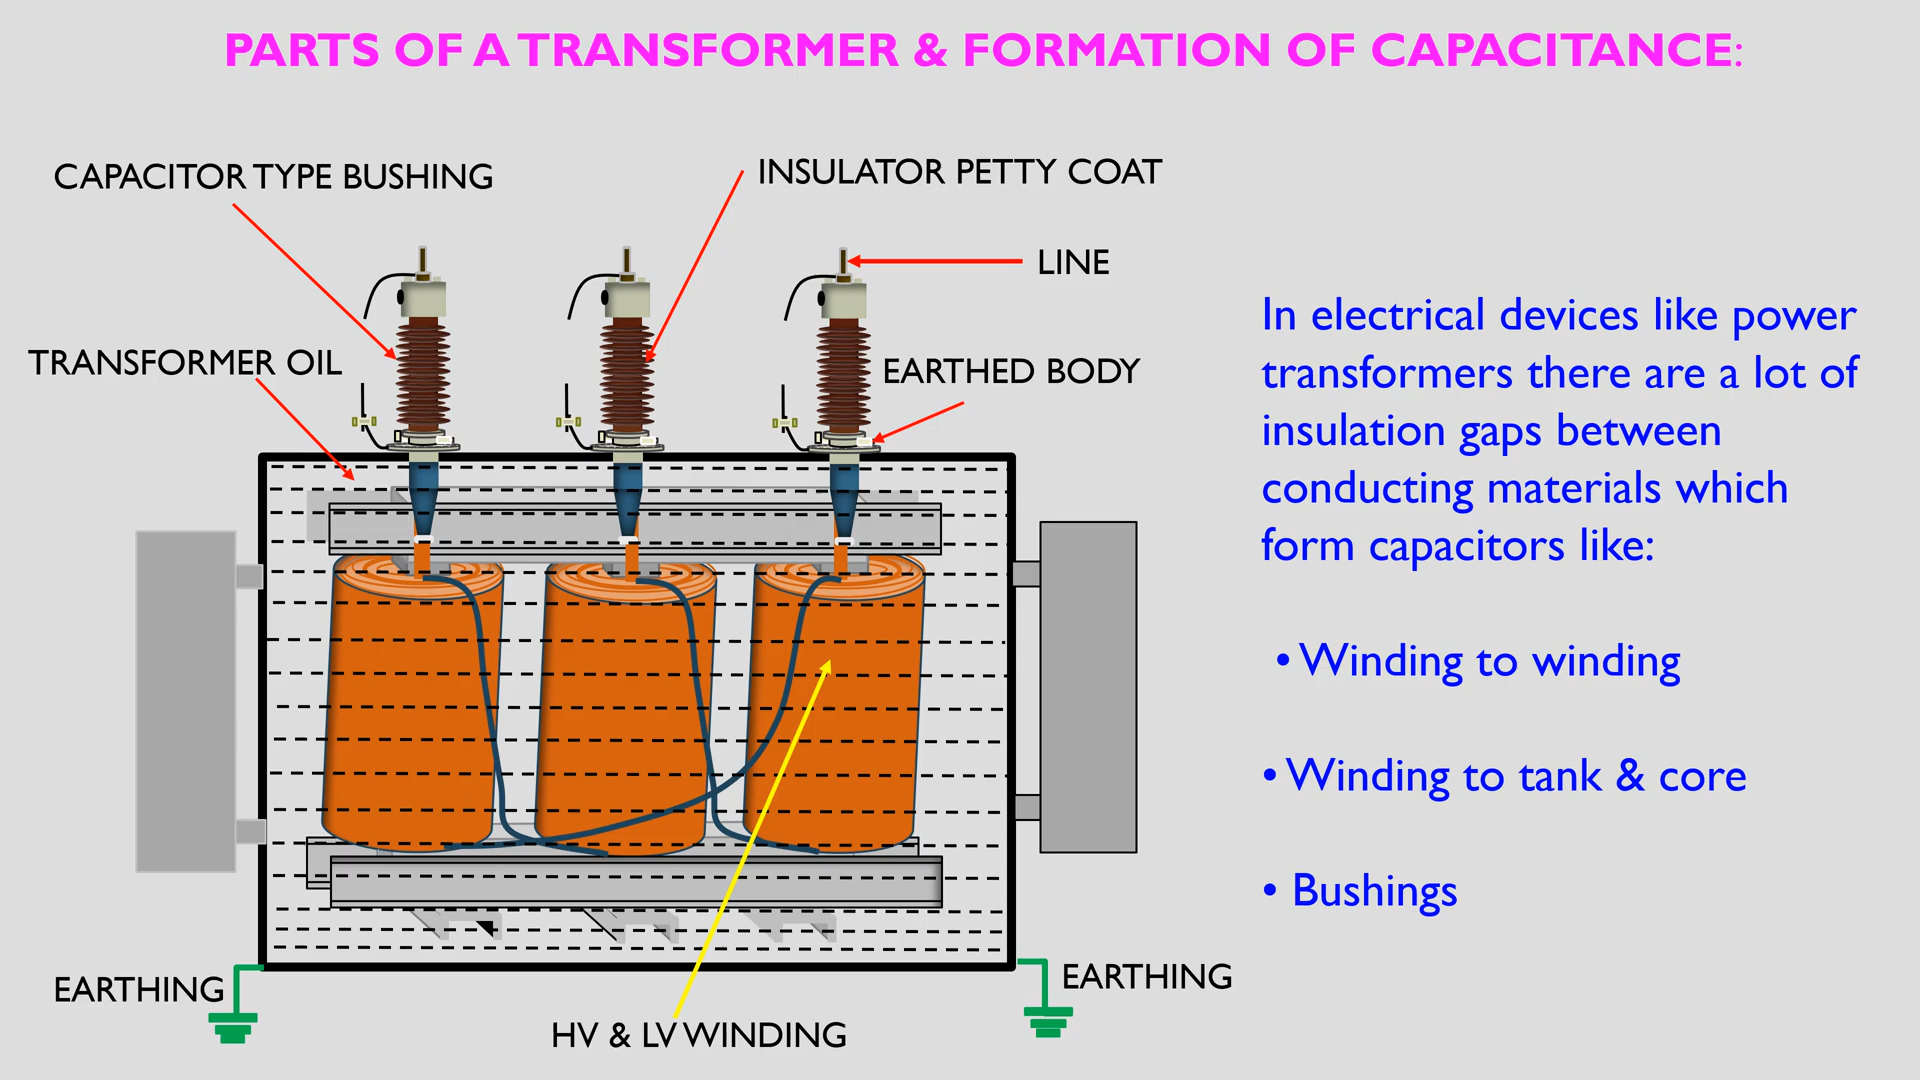 PARTS OF A TRANSFORMER & FORMATION OF CAPACITANCE:
CAPACITOR TYPE BUSHING
INSULATOR PETTY COAT
LINE
TRANSFORMER OIL
EARTHED BODY
In electrical devices like power
transformers there are a lot of
insulation gaps between
conducting materials which
form capacitors like:
• Winding to winding
• Winding to tank & core
• Bushings
EARTHING
EARTHING
HV & LV WINDING